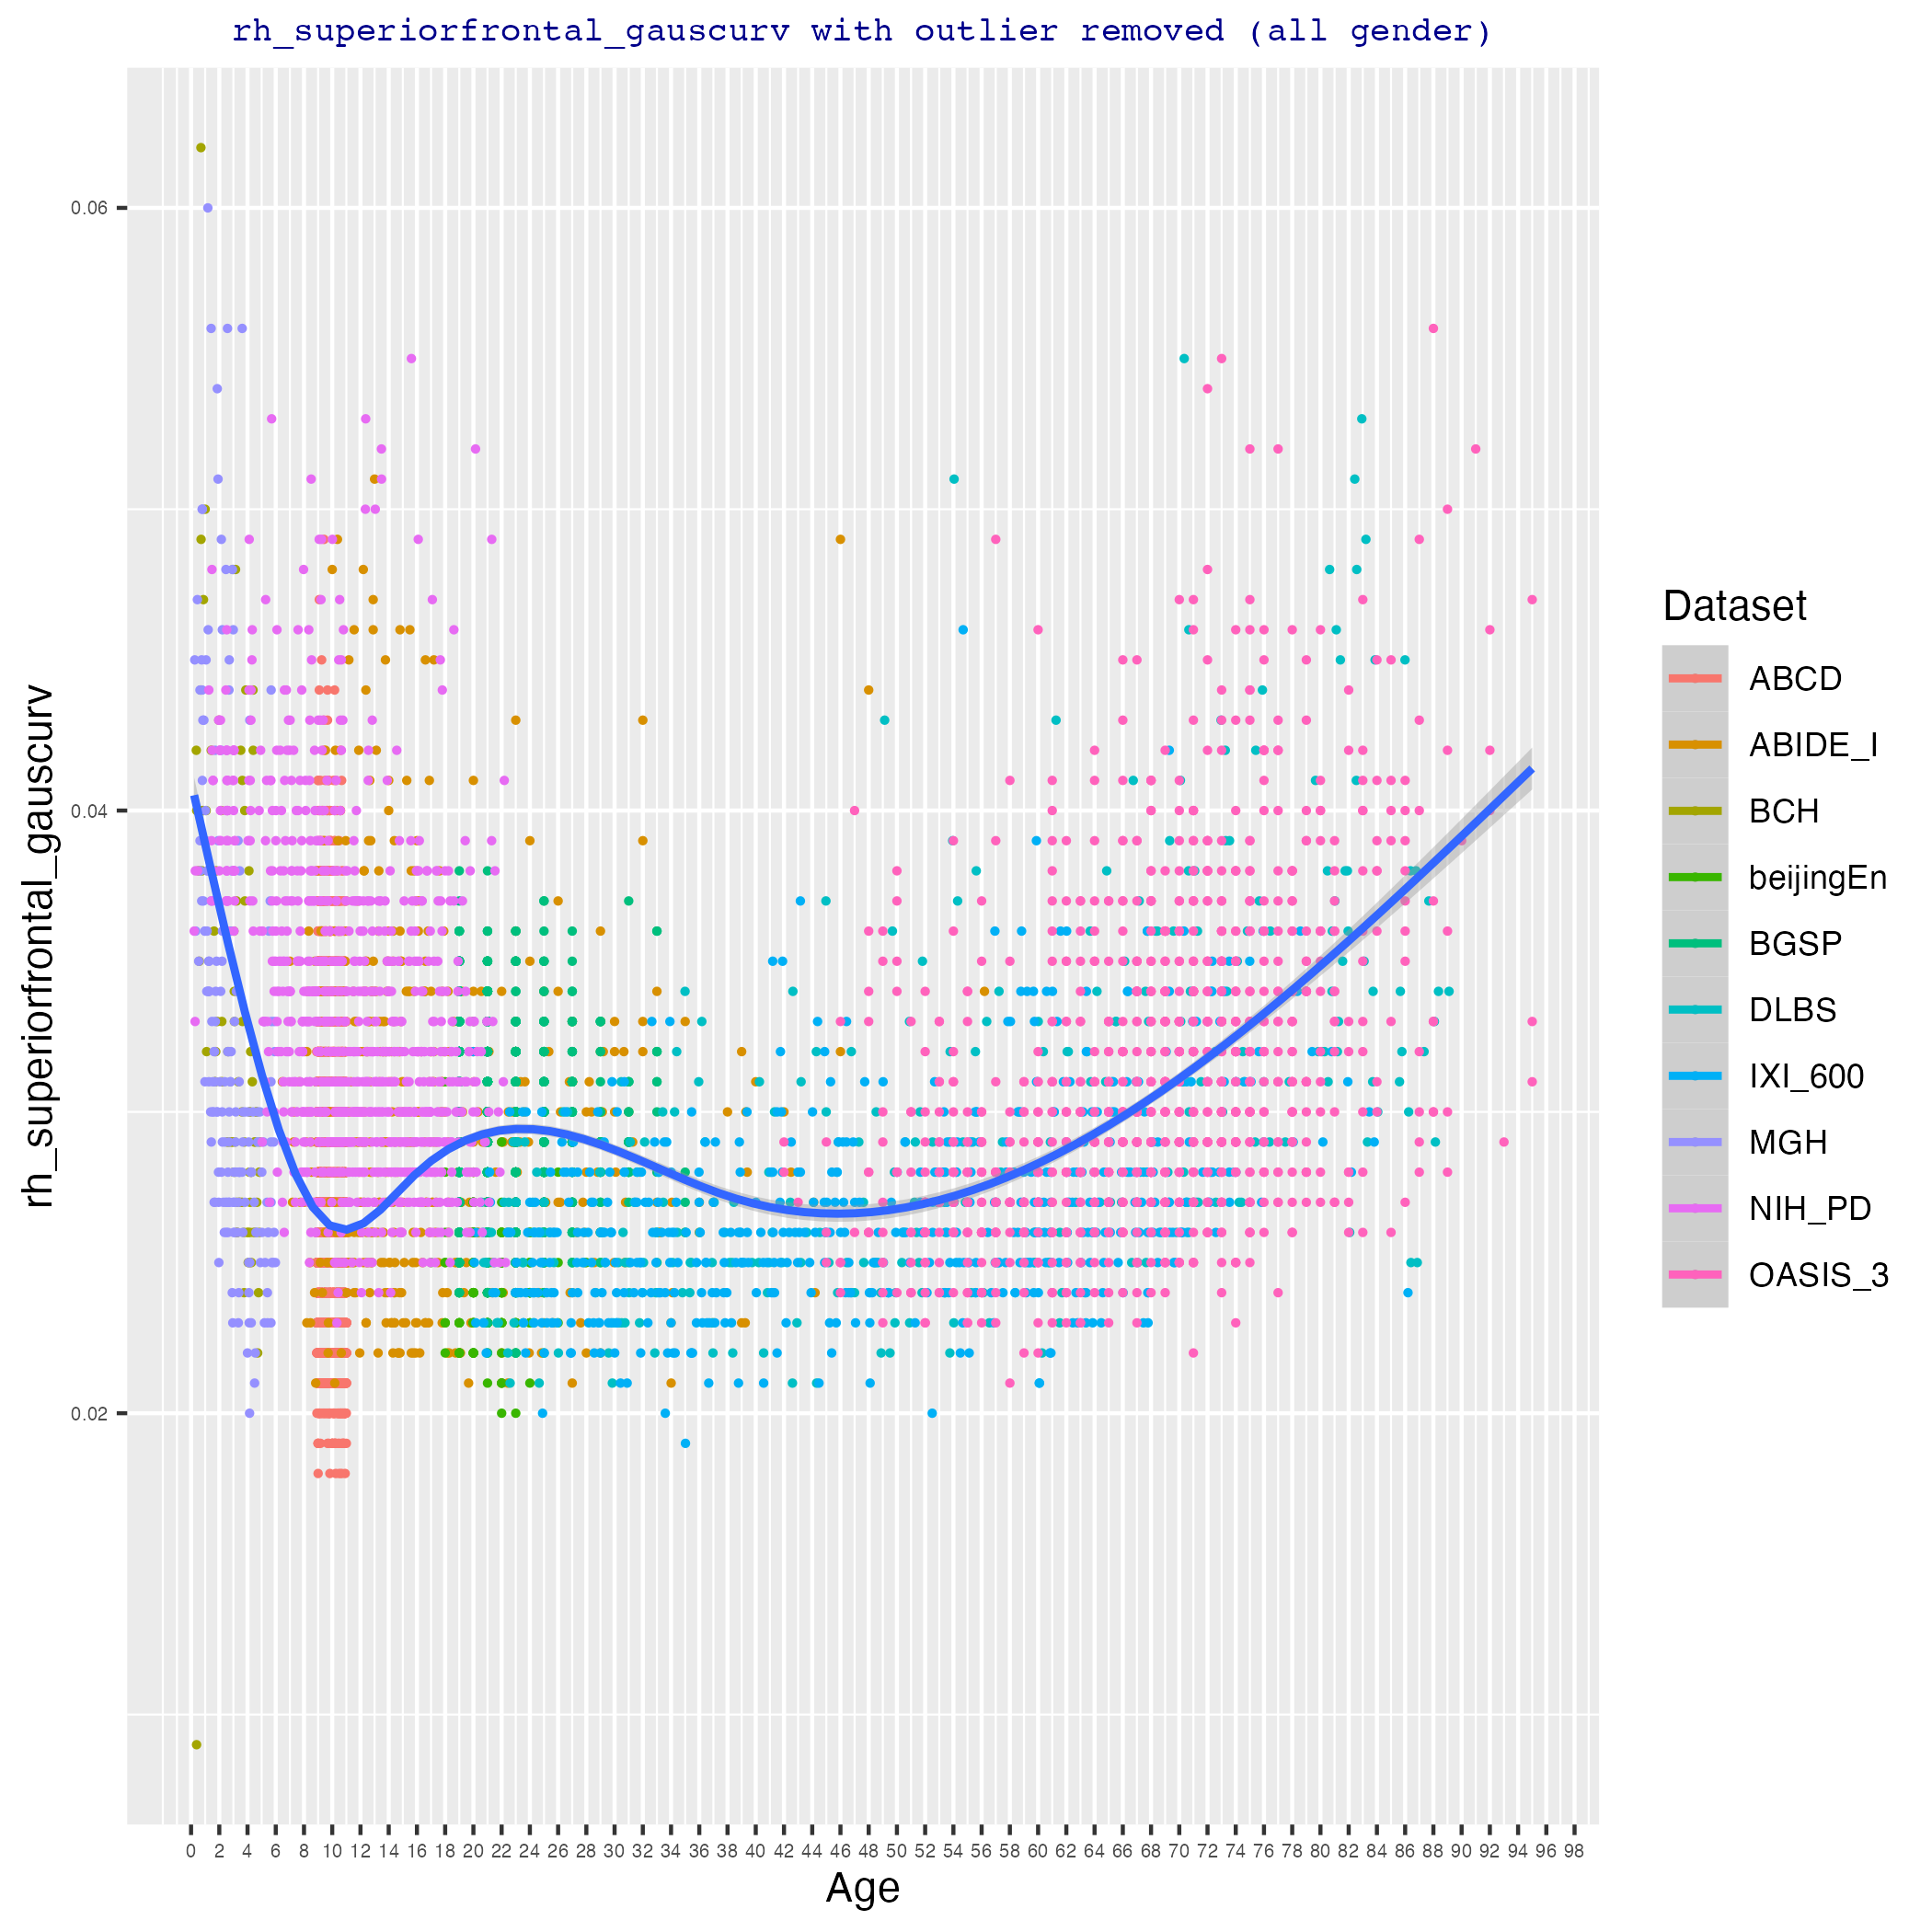 rh_superiorfrontal_gauscurv with outlier removed (all gender)
rh_superiorfrontal_gauscurv
0.06
0.04
0.02
0 2 4 6 8 10 12 14 16 18 20 22 24 26 28 30 32 34 36 38 40 42 44 46 48 50 52 54 56 58 60 62 64 66 68 70 72 74 76 78 80 82 84 86 88 90 92 94 96 98
Age
Dataset
ABCD
ABIDE_I
BCH
beijingEn
BGSP
DLBS
IXI_600
MGH
NIH_PD
OASIS_3